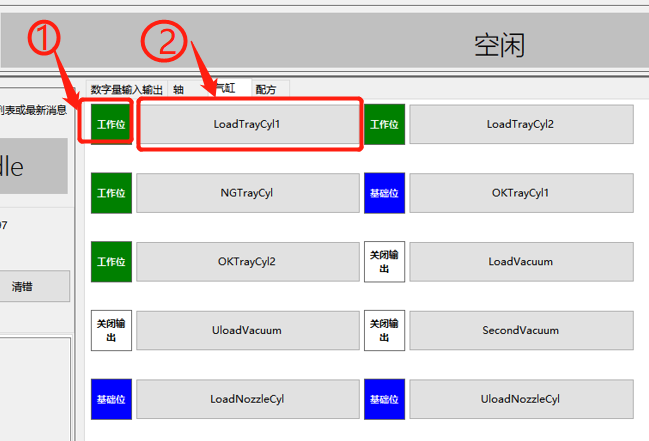 ① ②
空闲
数字量输入输出 轴 气缸 配方
列表或最新消息
工作位 LoadTrayCyl1 工作位 LoadTrayCyl2
dle
工作位 NGTrayCyl 基础位 OKTrayCyl1
07
工作位 OKTrayCyl2 关闭输出 LoadVacuum
清错
关闭输出 UloadVacuum 关闭输出 SecondVacuum
基础位 LoadNozzleCyl 基础位 UloadNozzleCyl